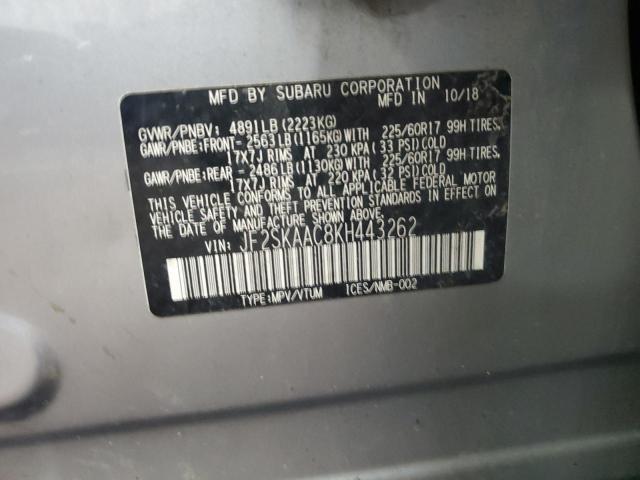 MFD BY SUBARU CORPORATION
MFD IN 10/18
GVWR/PNBV: 4891LB(2223KG)
GAWR/PNBE:FRONT- 2563LB(1165KG)WITH 225/60R17 99H TIRES,
17X7J RIMS AT 230 KPA(33 PSI)COLD
GAWR/PNBE:REAR -2486LB(1130KG)WITH 225/60R17 99H TIRES,
17X7J RIMS AT 220 KPA(32 PSI)COLD
THIS VEHICLE CONFORMS TO ALL APPLICABLE FEDERAL MOTOR
VEHICLE SAFETY AND THEFT PREVENTION STANDARDS IN EFFECT ON
THE DATE OF MANUFACTURE SHOWN ABOVE.
VIN: JF2SKAAC8KH443262
TYPE:MPV/VTUM ICES/NMB-002